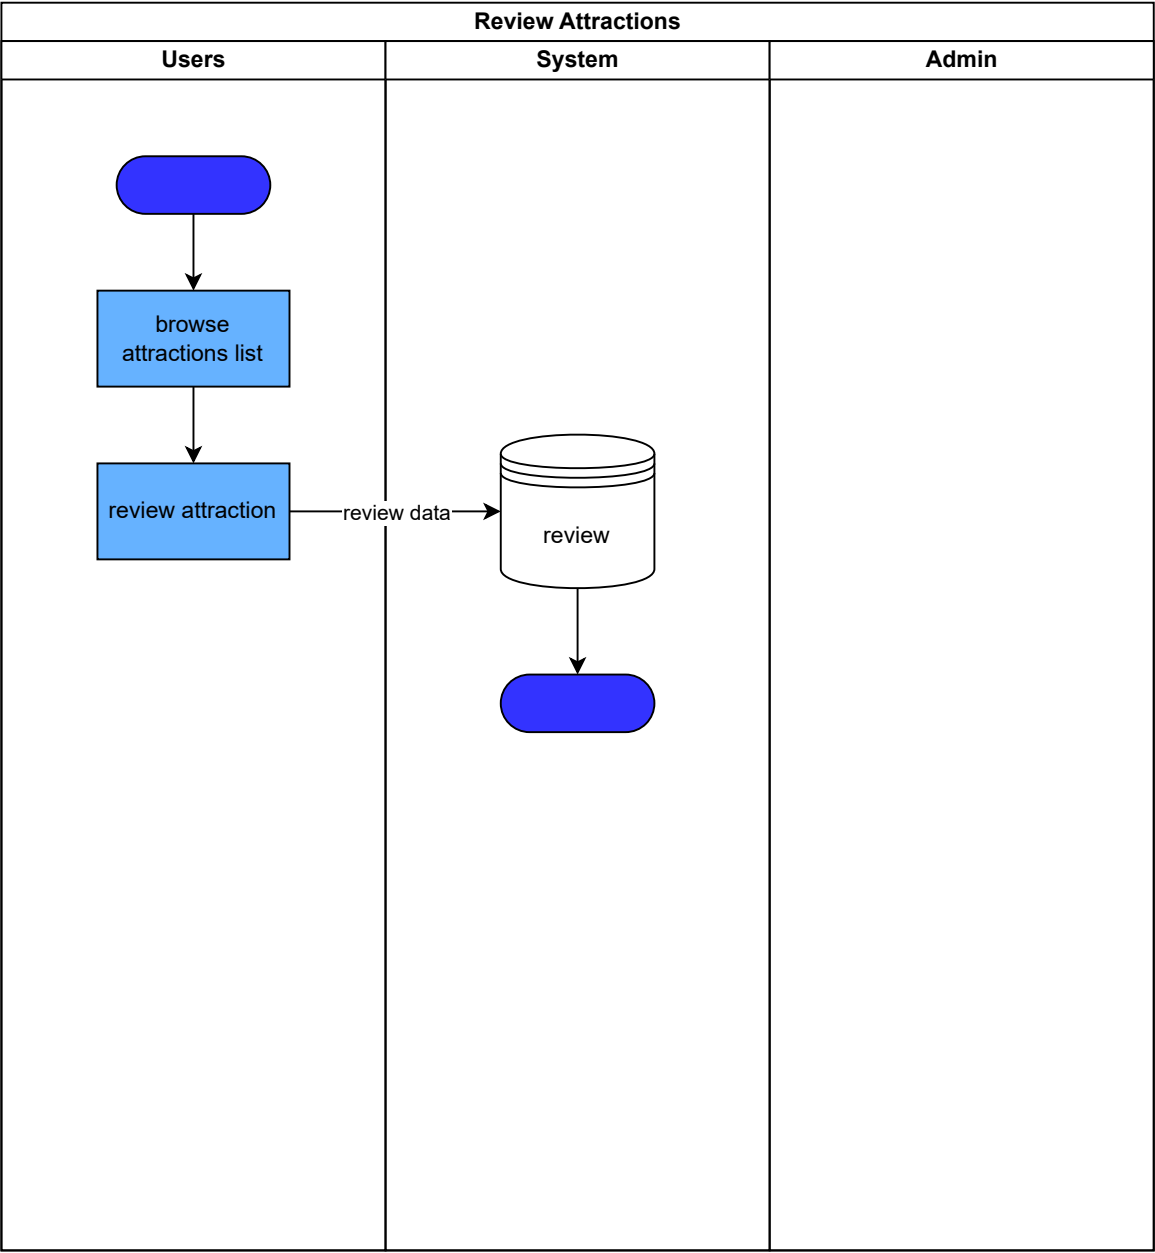 Review Attractions
Users
System
Admin
browse
attractions list
review attraction
review data
review